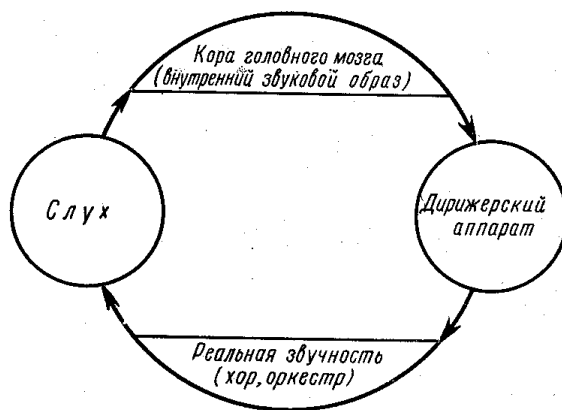 Кора головного мозга
(внутренний звуковой образ)
Слух
Дирижерский
аппарат
Реальная звучность
(хор, оркестр)